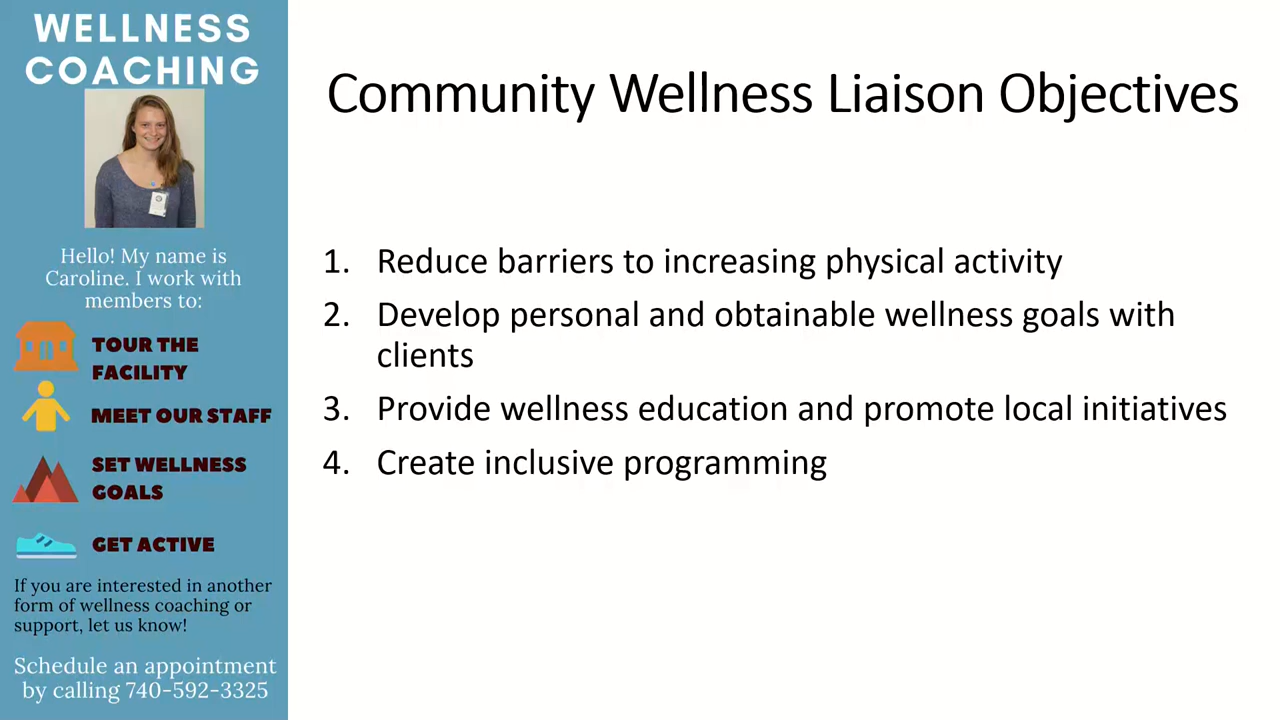 WELLNESS
COACHING
Hello! My name is
Caroline. I work with
members to:
TOUR THE
FACILITY
MEET OUR STAFF
SET WELLNESS
GOALS
GET ACTIVE
If you are interested in another
form of wellness coaching or
support, let us know!
Schedule an appointment
by calling 740-592-3325
Community Wellness Liaison Objectives
1. Reduce barriers to increasing physical activity
2. Develop personal and obtainable wellness goals with
clients
3. Provide wellness education and promote local initiatives
4. Create inclusive programming